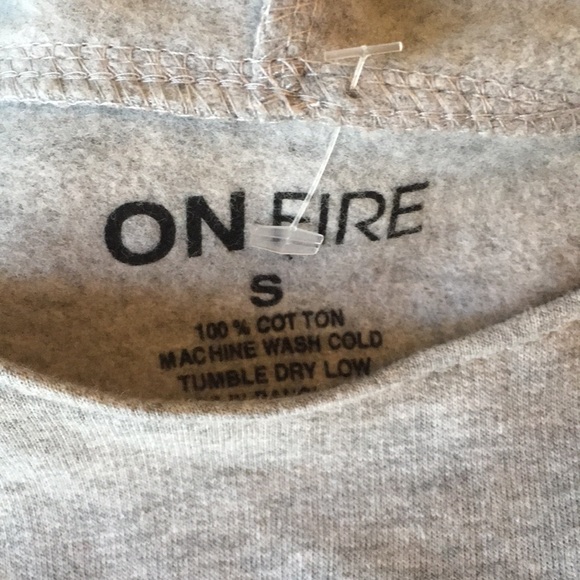 ON FIRE
S
100 % COTTON
MACHINE WASH COLD
TUMBLE DRY LOW